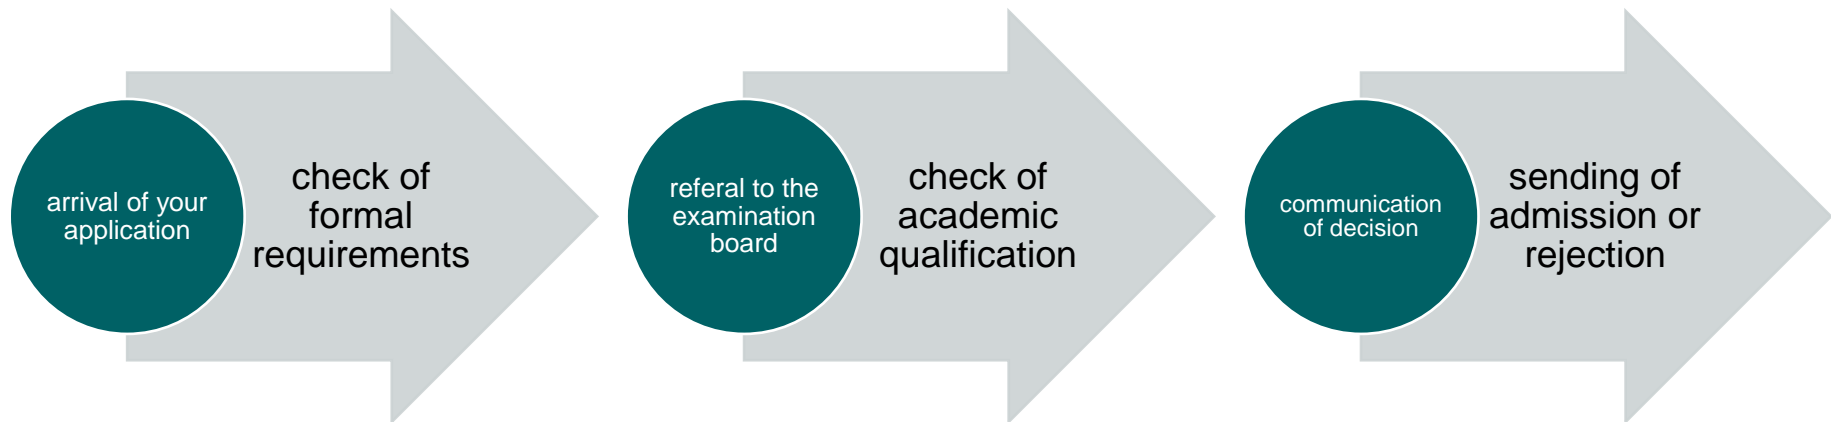 arrival of your
application
check of
formal
requirements
referal to the
examination
board
check of
academic
qualification
communication
of decision
sending of
admission or
rejection